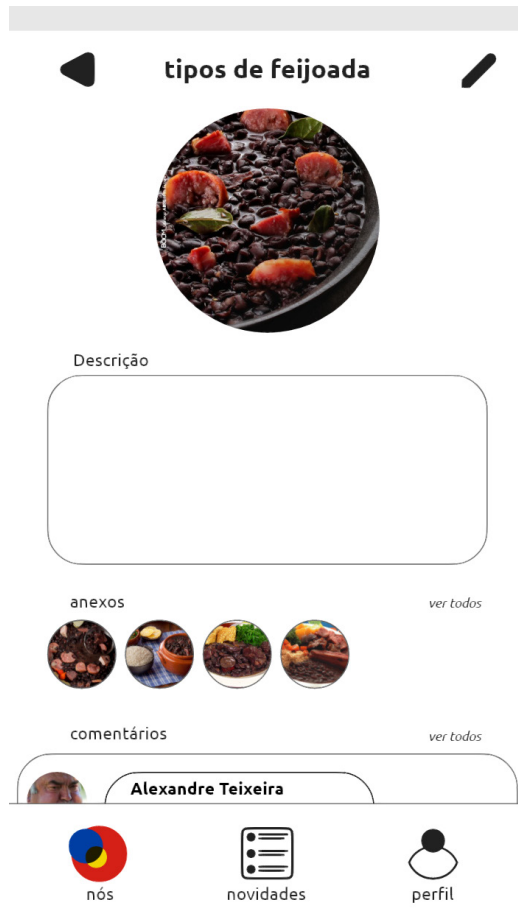 tipos de feijoada
Descrição
anexos
ver todos
comentários
ver todos
Alexandre Teixeira
nós
novidades
perfil